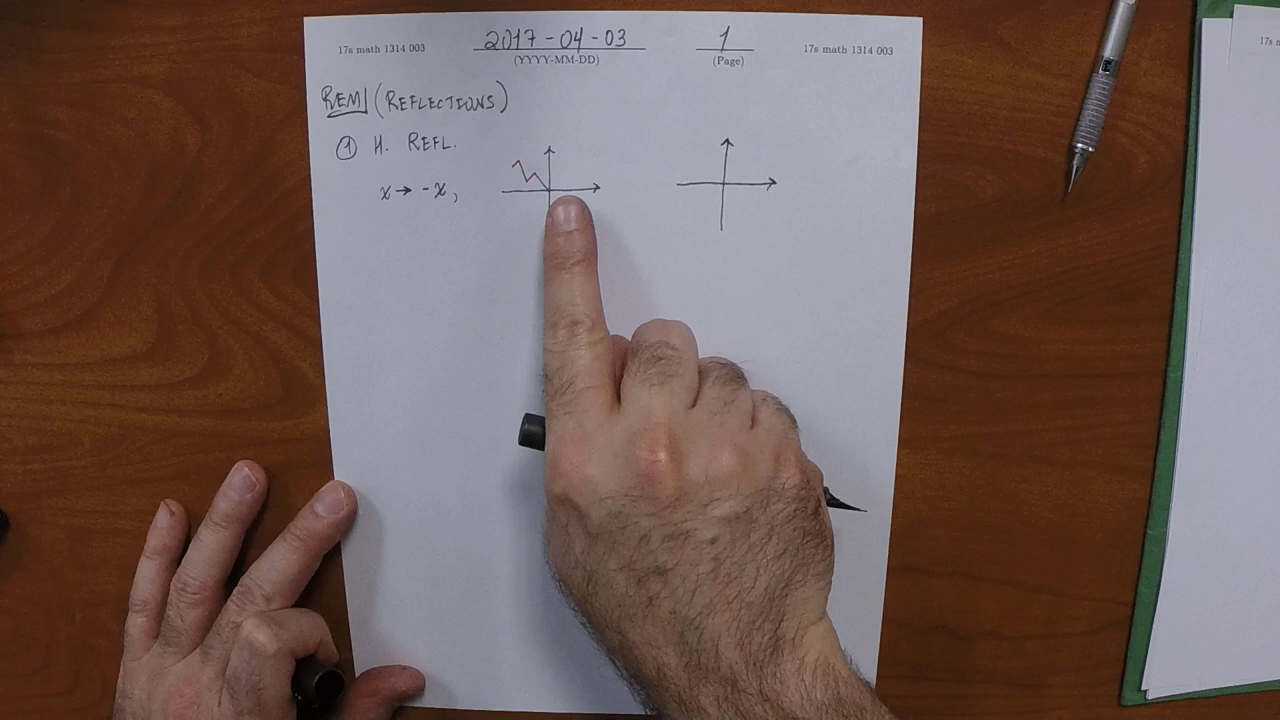 17s math 1314 003 2017-04-03 1 17s math 1314 003
(YYYY-MM-DD) (Page)
REM (REFLECTIONS)
① H. REFL.
x → -x,
17s